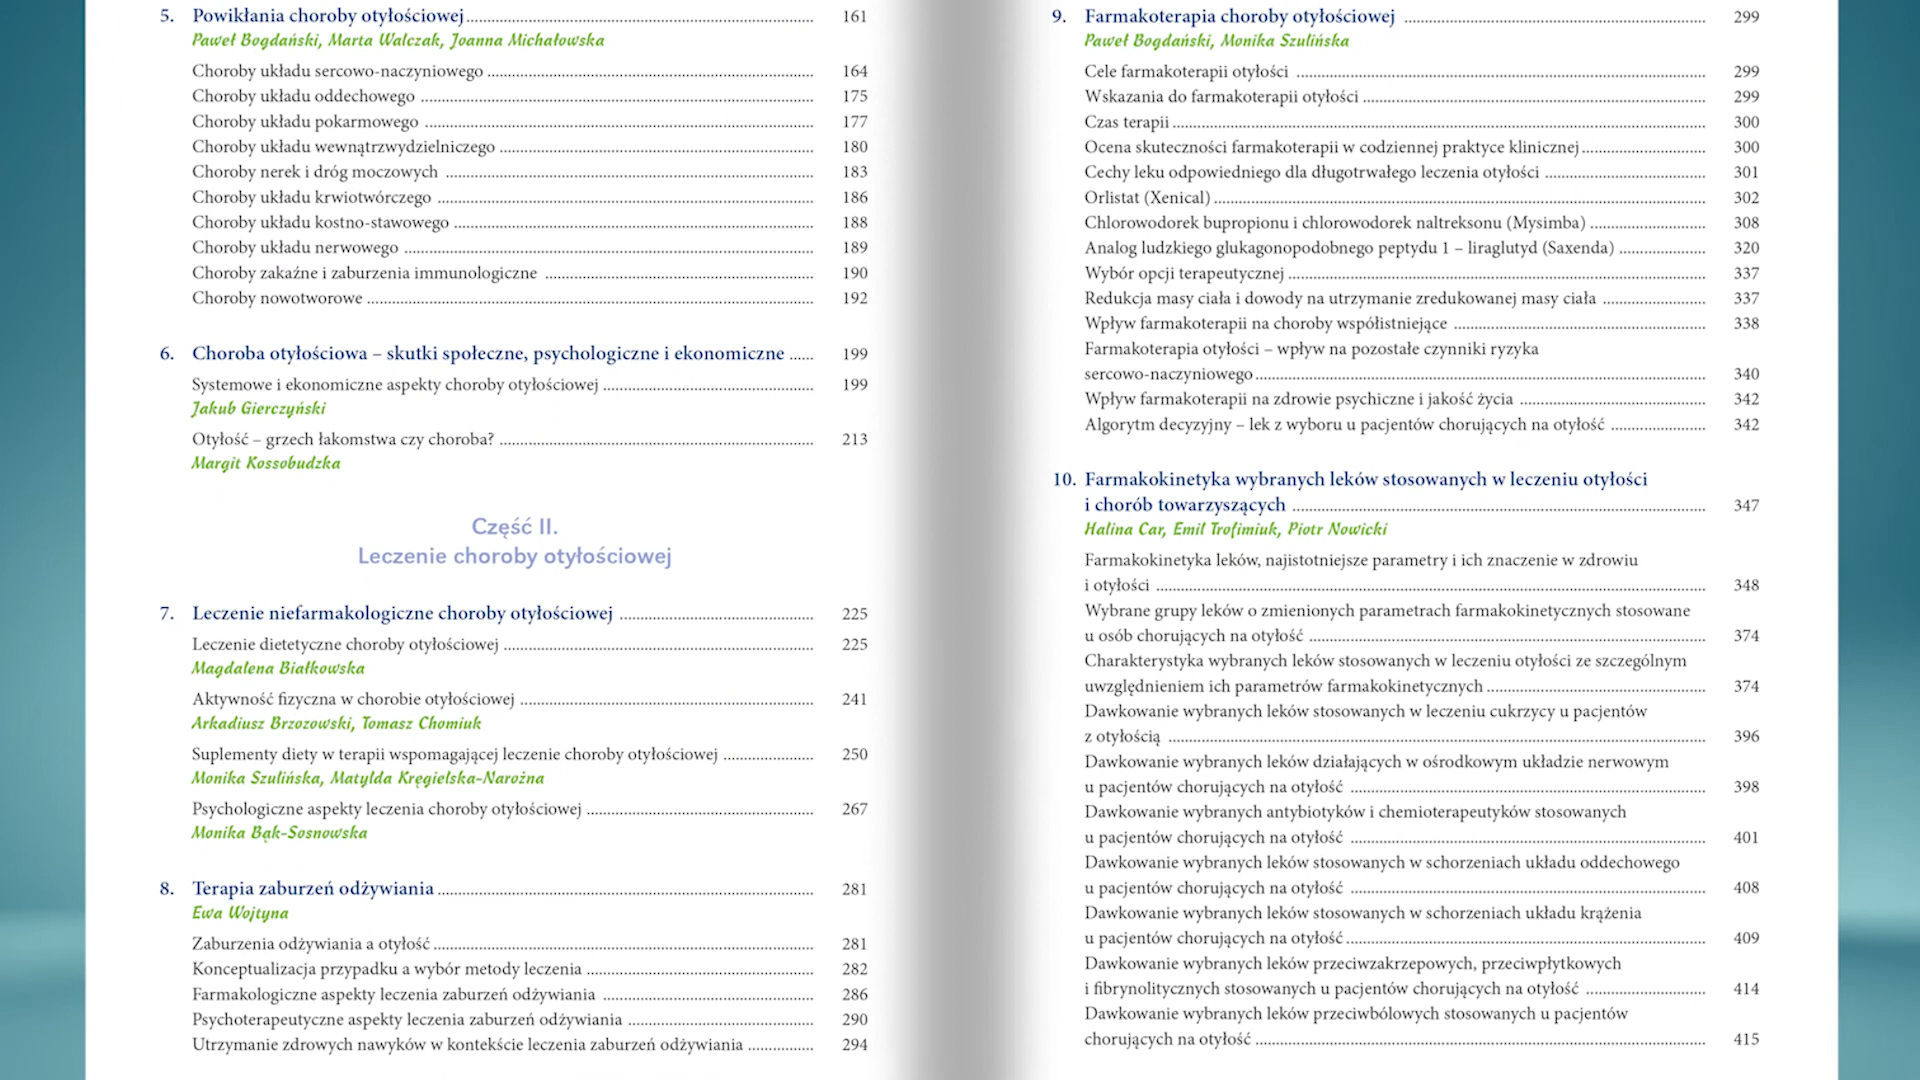 5. Powikłania choroby otyłościowej ........ 161
Paweł Bogdański, Marta Walczak, Joanna Michałowska
Choroby układu sercowo-naczyniowego ........ 164
Choroby układu oddechowego ........ 175
Choroby układu pokarmowego ........ 177
Choroby układu wewnątrzwydzielniczego ........ 180
Choroby nerek i dróg moczowych ........ 183
Choroby układu krwiotwórczego ........ 186
Choroby układu kostno-stawowego ........ 188
Choroby układu nerwowego ........ 189
Choroby zakaźne i zaburzenia immunologiczne ........ 190
Choroby nowotworowe ........ 192
6. Choroba otyłościowa – skutki społeczne, psychologiczne i ekonomiczne ...... 199
Systemowe i ekonomiczne aspekty choroby otyłościowej ........ 199
Jakub Gierczyński
Otyłość – grzech łakomstwa czy choroba? ........ 213
Margit Kossobudzka
Część II.
Leczenie choroby otyłościowej
7. Leczenie niefarmakologiczne choroby otyłościowej ........ 225
Leczenie dietetyczne choroby otyłościowej ........ 225
Magdalena Białkowska
Aktywność fizyczna w chorobie otyłościowej ........ 241
Arkadiusz Brzozowski, Tomasz Chomiuk
Suplementy diety w terapii wspomagającej leczenie choroby otyłościowej ........ 250
Monika Szulińska, Matylda Kręgielska-Narożna
Psychologiczne aspekty leczenia choroby otyłościowej ........ 267
Monika Bąk-Sosnowska
8. Terapia zaburzeń odżywiania ........ 281
Ewa Wojtyna
Zaburzenia odżywiania a otyłość ........ 281
Konceptualizacja przypadku a wybór metody leczenia ........ 282
Farmakologiczne aspekty leczenia zaburzeń odżywiania ........ 286
Psychoterapeutyczne aspekty leczenia zaburzeń odżywiania ........ 290
Utrzymanie zdrowych nawyków w kontekście leczenia zaburzeń odżywiania ........ 294
9. Farmakoterapia choroby otyłościowej ........ 299
Paweł Bogdański, Monika Szulińska
Cele farmakoterapii otyłości ........ 299
Wskazania do farmakoterapii otyłości ........ 299
Czas terapii ........ 300
Ocena skuteczności farmakoterapii w codziennej praktyce klinicznej ........ 300
Cechy leku odpowiedniego dla długotrwałego leczenia otyłości ........ 301
Orlistat (Xenical) ........ 302
Chlorowodorek bupropionu i chlorowodorek naltreksonu (Mysimba) ........ 308
Analog ludzkiego glukagonopodobnego peptydu 1 – liraglutyd (Saxenda) ........ 320
Wybór opcji terapeutycznej ........ 337
Redukcja masy ciała i dowody na utrzymanie zredukowanej masy ciała ........ 337
Wpływ farmakoterapii na choroby współistniejące ........ 338
Farmakoterapia otyłości – wpływ na pozostałe czynniki ryzyka
sercowo-naczyniowego ........ 340
Wpływ farmakoterapii na zdrowie psychiczne i jakość życia ........ 342
Algorytm decyzyjny – lek z wyboru u pacjentów chorujących na otyłość ........ 342
10. Farmakokinetyka wybranych leków stosowanych w leczeniu otyłości
i chorób towarzyszących ........ 347
Halina Car, Emil Trofimiuk, Piotr Nowicki
Farmakokinetyka leków, najistotniejsze parametry i ich znaczenie w zdrowiu
i otyłości ........ 348
Wybrane grupy leków o zmienionych parametrach farmakokinetycznych stosowane
u osób chorujących na otyłość ........ 374
Charakterystyka wybranych leków stosowanych w leczeniu otyłości ze szczególnym
uwzględnieniem ich parametrów farmakokinetycznych ........ 374
Dawkowanie wybranych leków stosowanych w leczeniu cukrzycy u pacjentów
z otyłością ........ 396
Dawkowanie wybranych leków działających w ośrodkowym układzie nerwowym
u pacjentów chorujących na otyłość ........ 398
Dawkowanie wybranych antybiotyków i chemioterapeutyków stosowanych
u pacjentów chorujących na otyłość ........ 401
Dawkowanie wybranych leków stosowanych w schorzeniach układu oddechowego
u pacjentów chorujących na otyłość ........ 408
Dawkowanie wybranych leków stosowanych w schorzeniach układu krążenia
u pacjentów chorujących na otyłość ........ 409
Dawkowanie wybranych leków przeciwzakrzepowych, przeciwpłytkowych
i fibrynolitycznych stosowanych u pacjentów chorujących na otyłość ........ 414
Dawkowanie wybranych leków przeciwbólowych stosowanych u pacjentów
chorujących na otyłość ........ 415